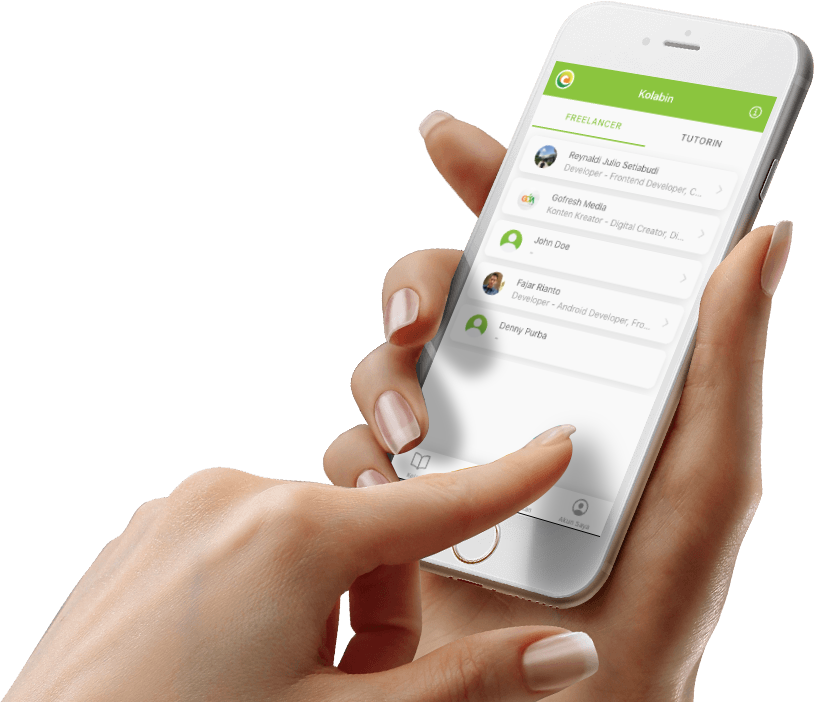 Kolabin
FREELANCER
TUTORIN
Reynaldi Julio Setiabudi
Developer - Frontend Developer, C...
Gofresh Media
Konten Kreator - Digital Creator, Di...
John Doe
-
Fajar Rianto
Developer - Android Developer, Fro...
Denny Purba
-
Akun Saya